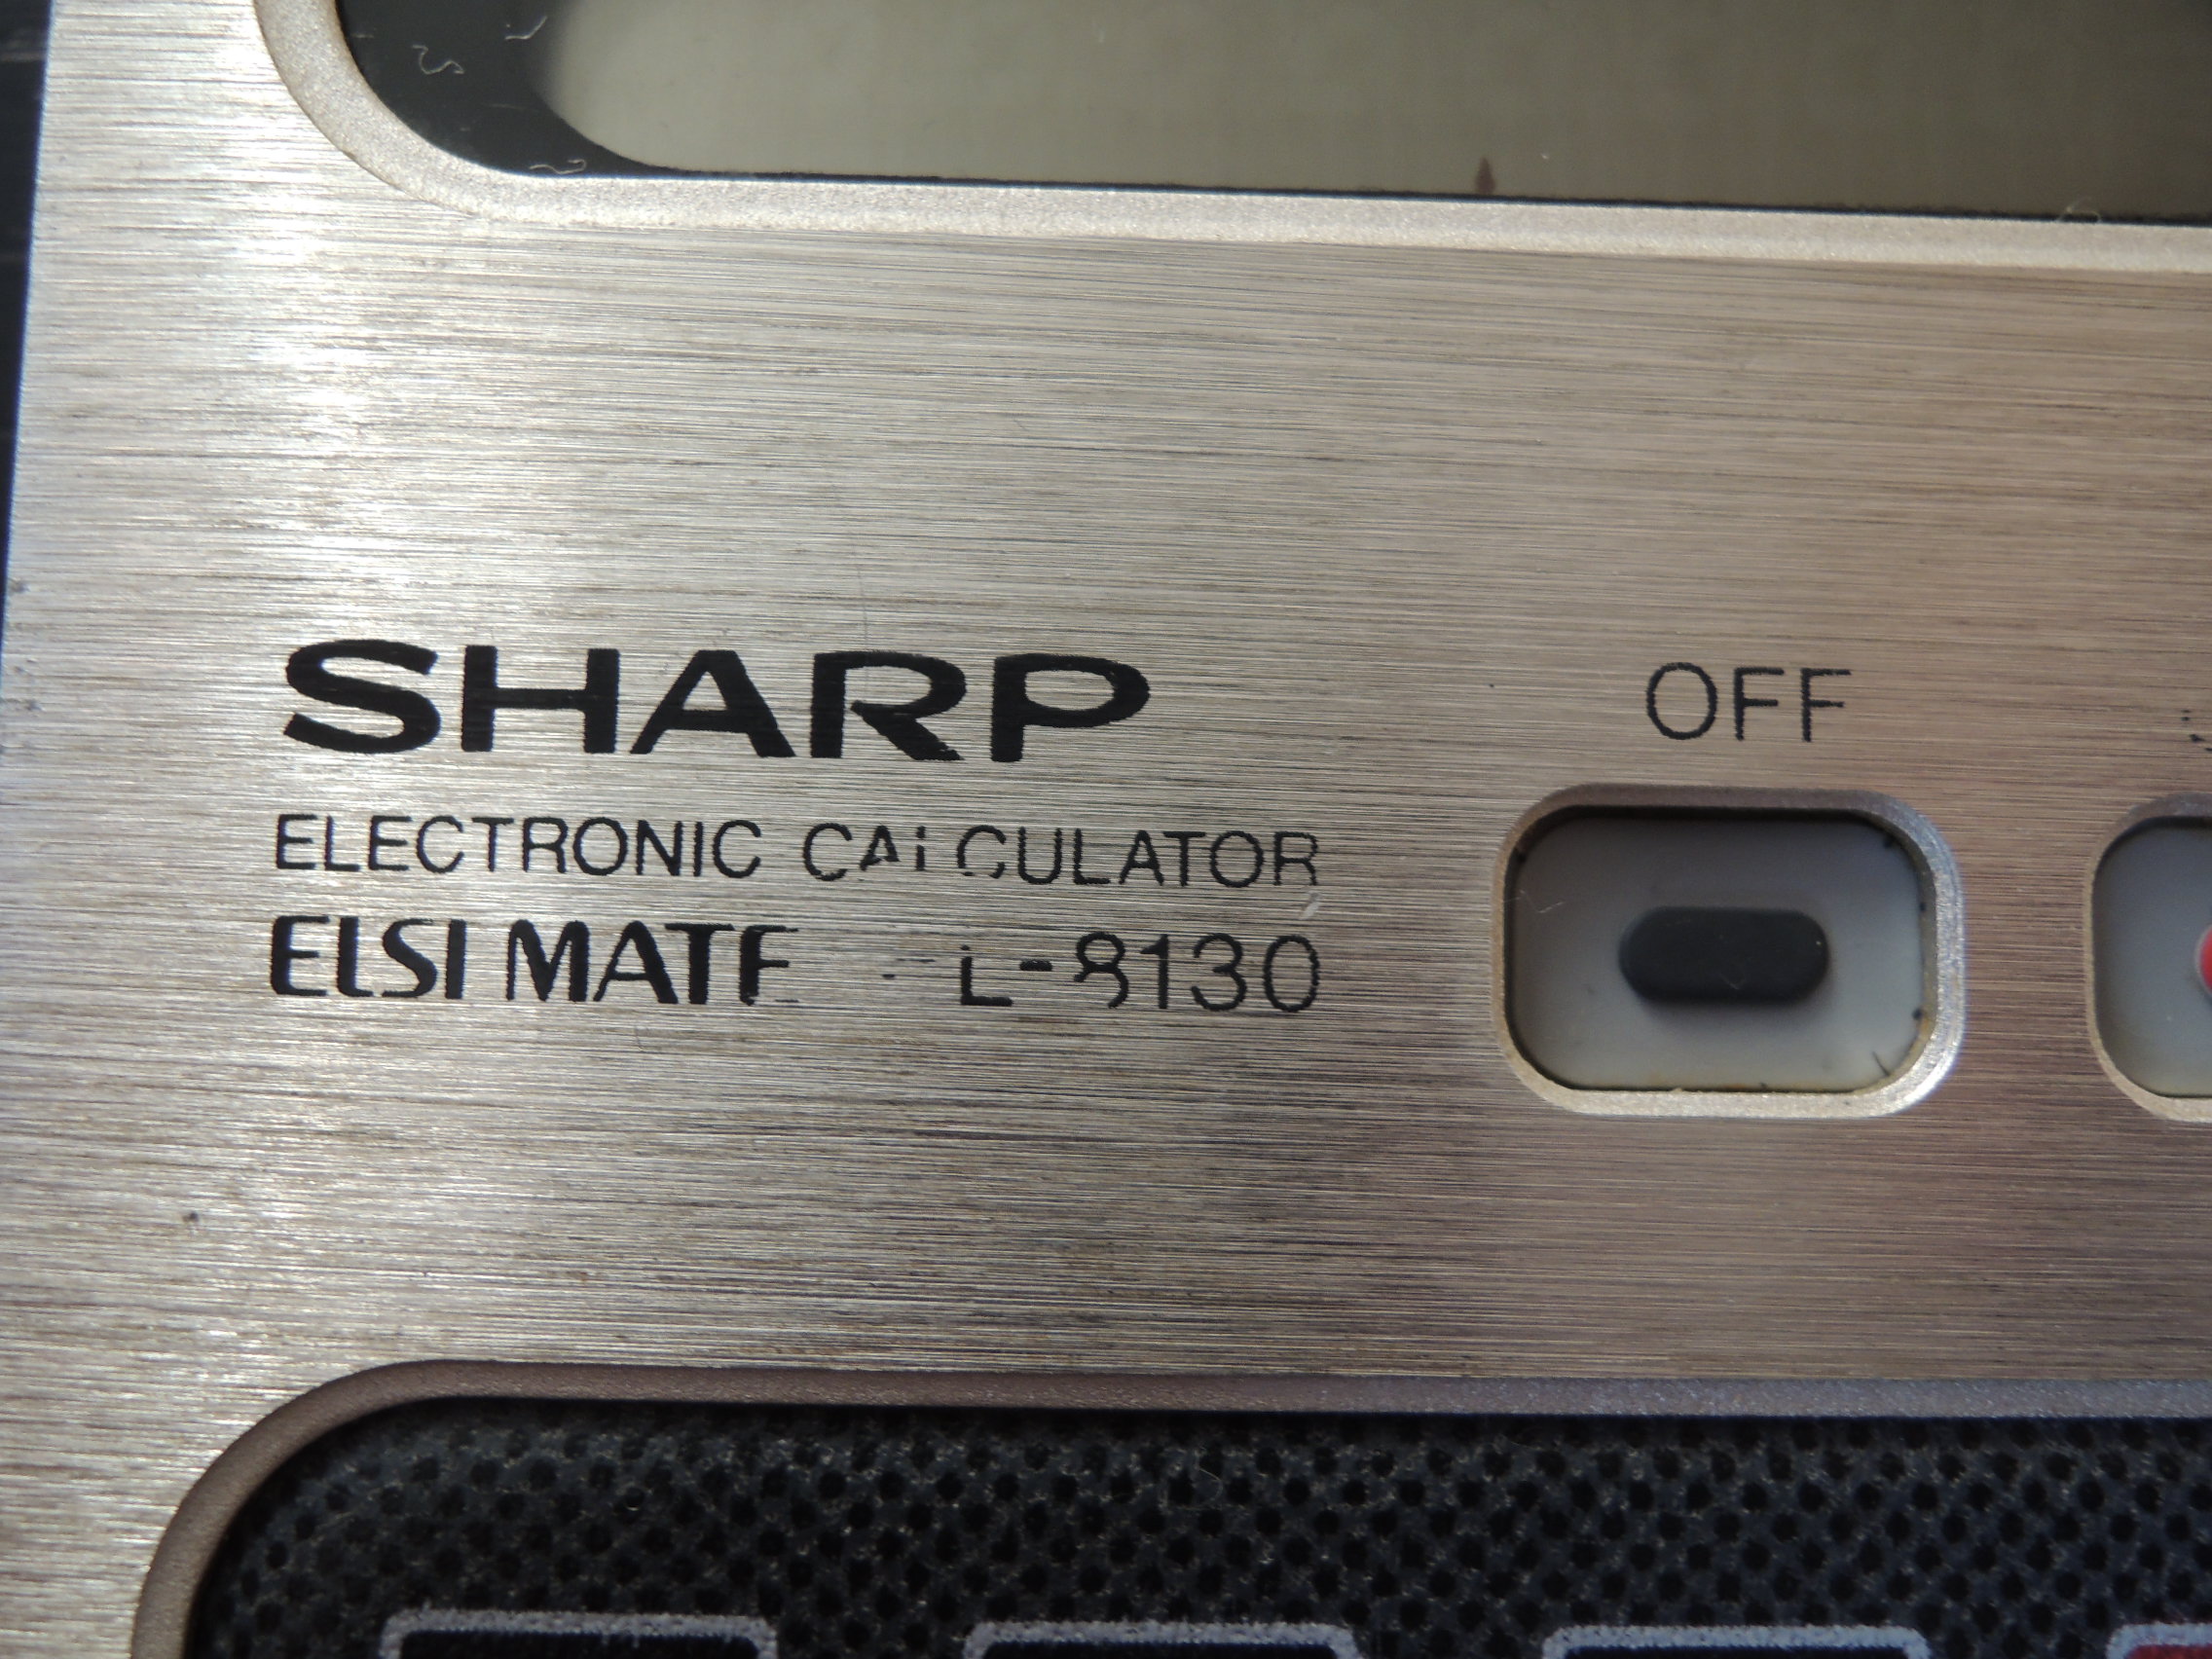 SHARP
OFF
ELECTRONIC CALCULATOR
ELSI MATE EL-8130